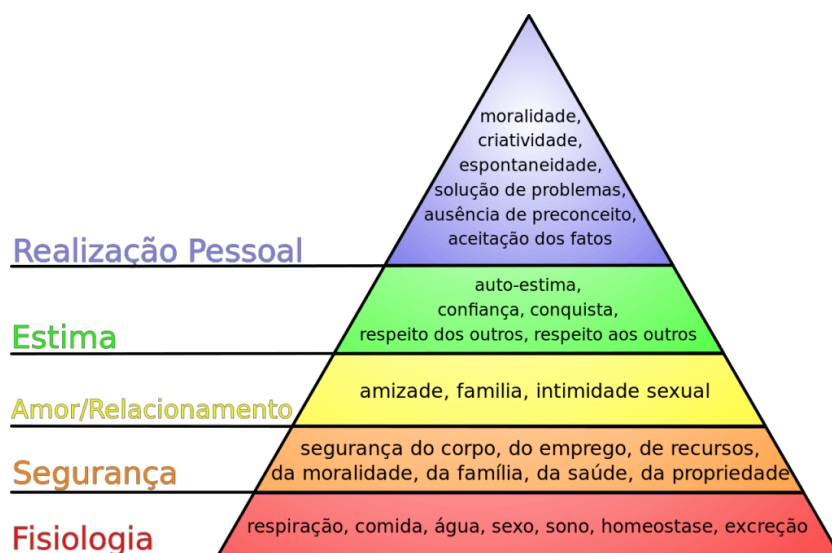 moralidade,
criatividade,
espontaneidade,
solução de problemas,
ausência de preconceito,
aceitação dos fatos
Realização Pessoal
auto-estima,
confiança, conquista,
respeito dos outros, respeito aos outros
Estima
amizade, familia, intimidade sexual
Amor/Relacionamento
segurança do corpo, do emprego, de recursos,
da moralidade, da família, da saúde, da propriedade
Segurança
respiração, comida, água, sexo, sono, homeostase, excreção
Fisiologia